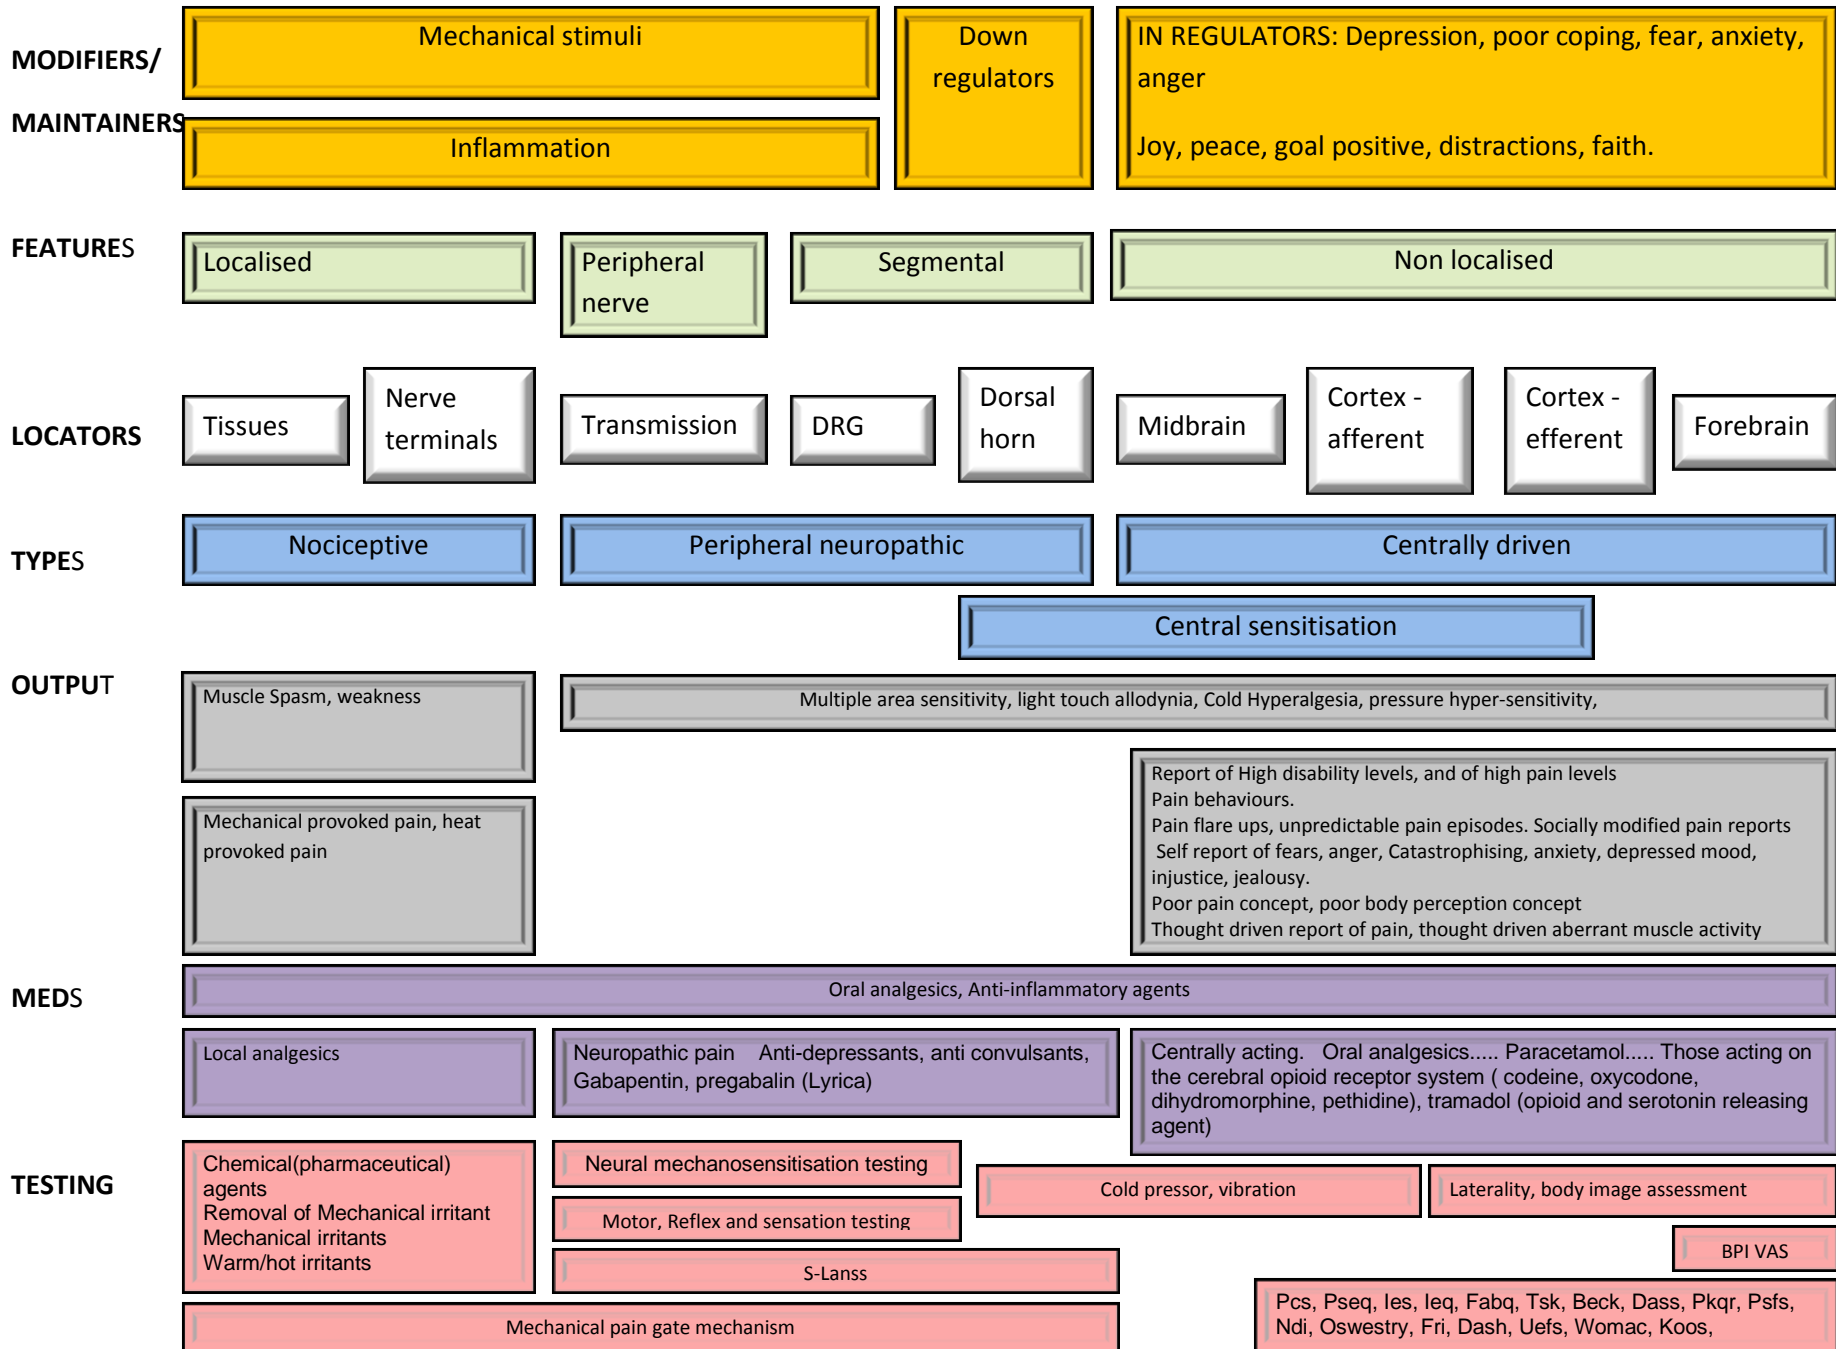 MODIFIERS/
MAINTAINERS
Mechanical stimuli
Inflammation
Down
regulators
IN REGULATORS: Depression, poor coping, fear, anxiety,
anger
Joy, peace, goal positive, distractions, faith.
FEATURES
Localised
Peripheral
nerve
Segmental
Non localised
LOCATORS
Tissues
Nerve
terminals
Transmission
DRG
Dorsal
horn
Midbrain
Cortex -
afferent
Cortex -
efferent
Forebrain
TYPES
Nociceptive
Peripheral neuropathic
Centrally driven
Central sensitisation
OUTPUT
Muscle Spasm, weakness
Multiple area sensitivity, light touch allodynia, Cold Hyperalgesia, pressure hyper-sensitivity,
Mechanical provoked pain, heat
provoked pain
Report of High disability levels, and of high pain levels
Pain behaviours.
Pain flare ups, unpredictable pain episodes. Socially modified pain reports
Self report of fears, anger, Catastrophising, anxiety, depressed mood,
injustice, jealousy.
Poor pain concept, poor body perception concept
Thought driven report of pain, thought driven aberrant muscle activity
MEDS
Oral analgesics, Anti-inflammatory agents
Local analgesics
Neuropathic pain Anti-depressants, anti convulsants,
Gabapentin, pregabalin (Lyrica)
Centrally acting. Oral analgesics..... Paracetamol..... Those acting on
the cerebral opioid receptor system ( codeine, oxycodone,
dihydromorphine, pethidine), tramadol (opioid and serotonin releasing
agent)
TESTING
Chemical(pharmaceutical)
agents
Removal of Mechanical irritant
Mechanical irritants
Warm/hot irritants
Neural mechanosensitisation testing
Motor, Reflex and sensation testing
S-Lanss
Mechanical pain gate mechanism
Cold pressor, vibration
Laterality, body image assessment
BPI VAS
Pcs, Pseq, Ies, Ieq, Fabq, Tsk, Beck, Dass, Pkqr, Psfs,
Ndi, Oswestry, Fri, Dash, Uefs, Womac, Koos,